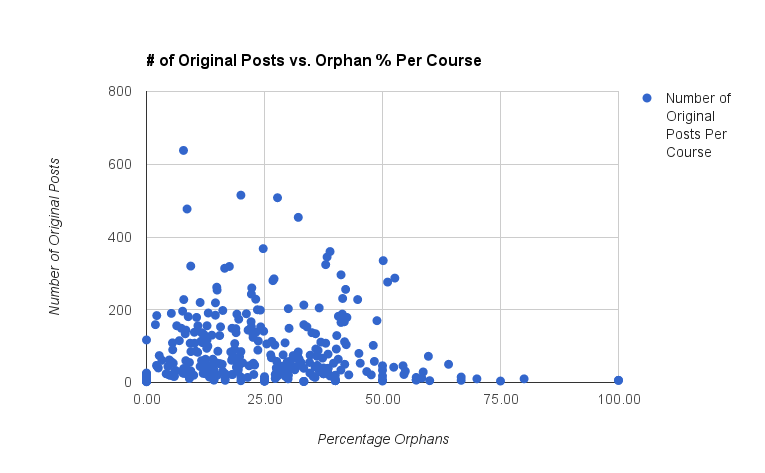 # of Original Posts vs. Orphan % Per Course
800
600
400
200
0
0.00
25.00
50.00
75.00
100.00
Number of Original Posts
Percentage Orphans
Number of
Original
Posts Per
Course